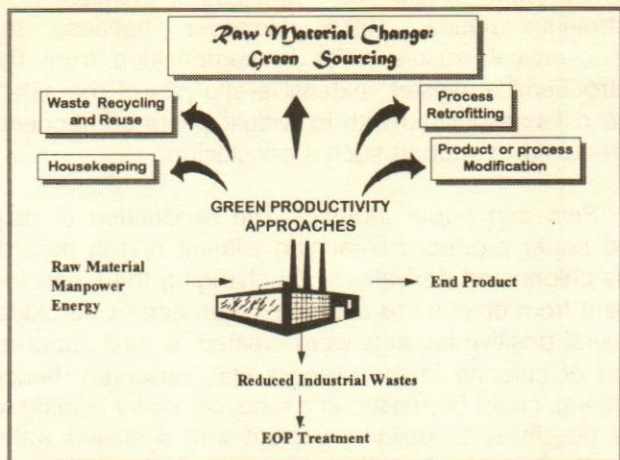 Raw Material Change:
Green Sourcing
Waste Recycling
and Reuse
Process
Retrofitting
Housekeeping
Product or process
Modification
GREEN PRODUCTIVITY
APPROACHES
Raw Material
Manpower
Energy
End Product
Reduced Industrial Wastes
EOP Treatment